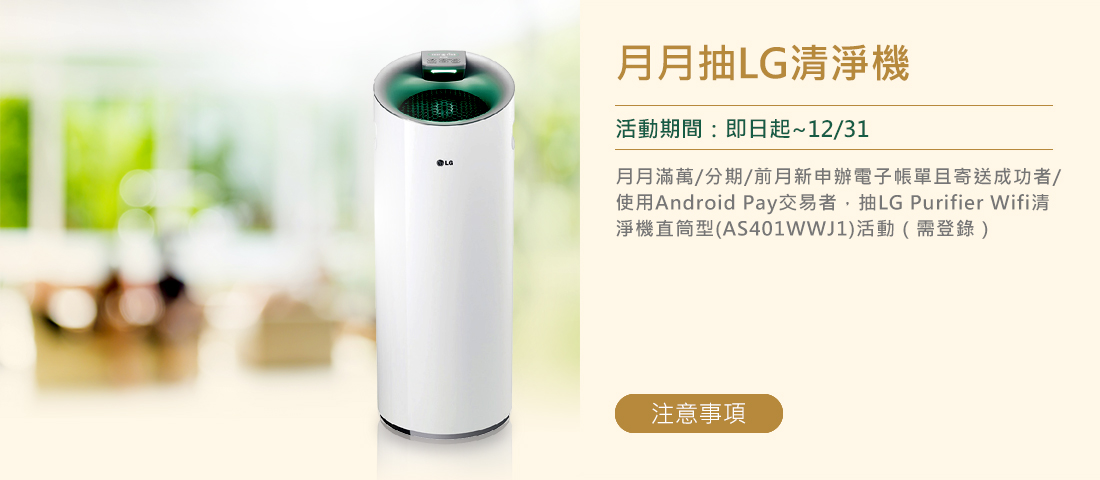 月月抽LG清淨機
活動期間：即日起~12/31
月月滿萬/分期/前月新申辦電子帳單且寄送成功者/
使用Android Pay交易者，抽LG Purifier Wifi清
淨機直筒型(AS401WWJ1)活動（需登錄）
注意事項
LG